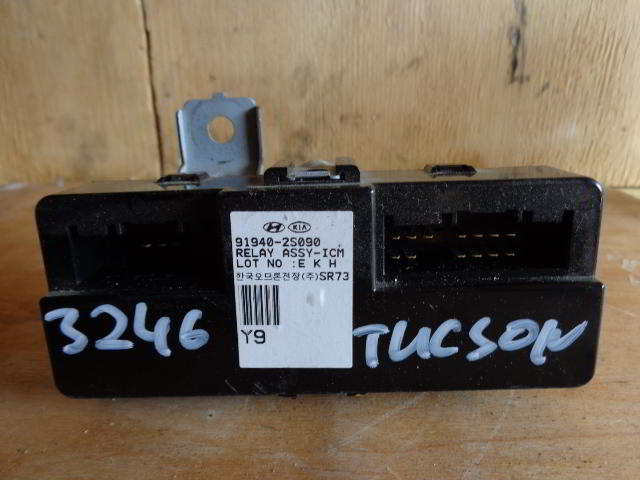 KIA
91940-2S090
RELAY ASSY-ICM
LOT NO :E K H
한국오므론전장(주)SR73
Y9
3246
TUCSON